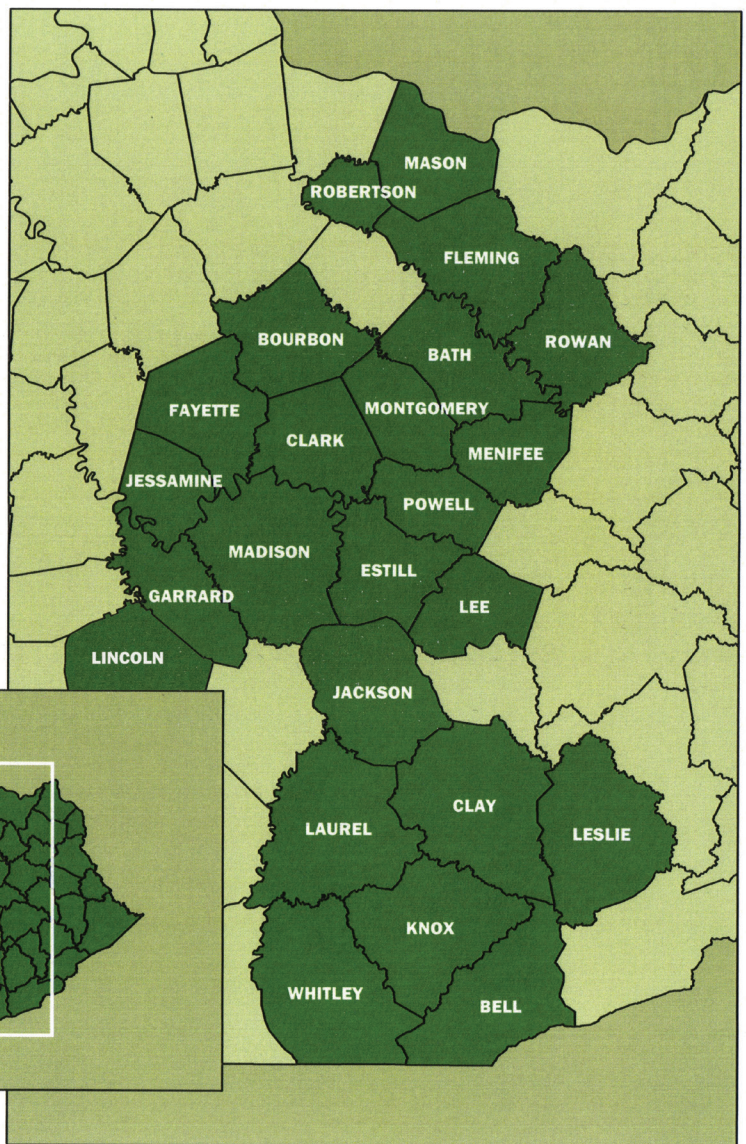 MASON
ROBERTSON
FLEMING
BOURBON
ROWAN
BATH
FAYETTE
MONTGOMERY
CLARK
MENIFEE
JESSAMINE
POWELL
MADISON
ESTILL
GARRARD
LEE
LINCOLN
JACKSON
CLAY
LAUREL
LESLIE
KNOX
WHITLEY
BELL